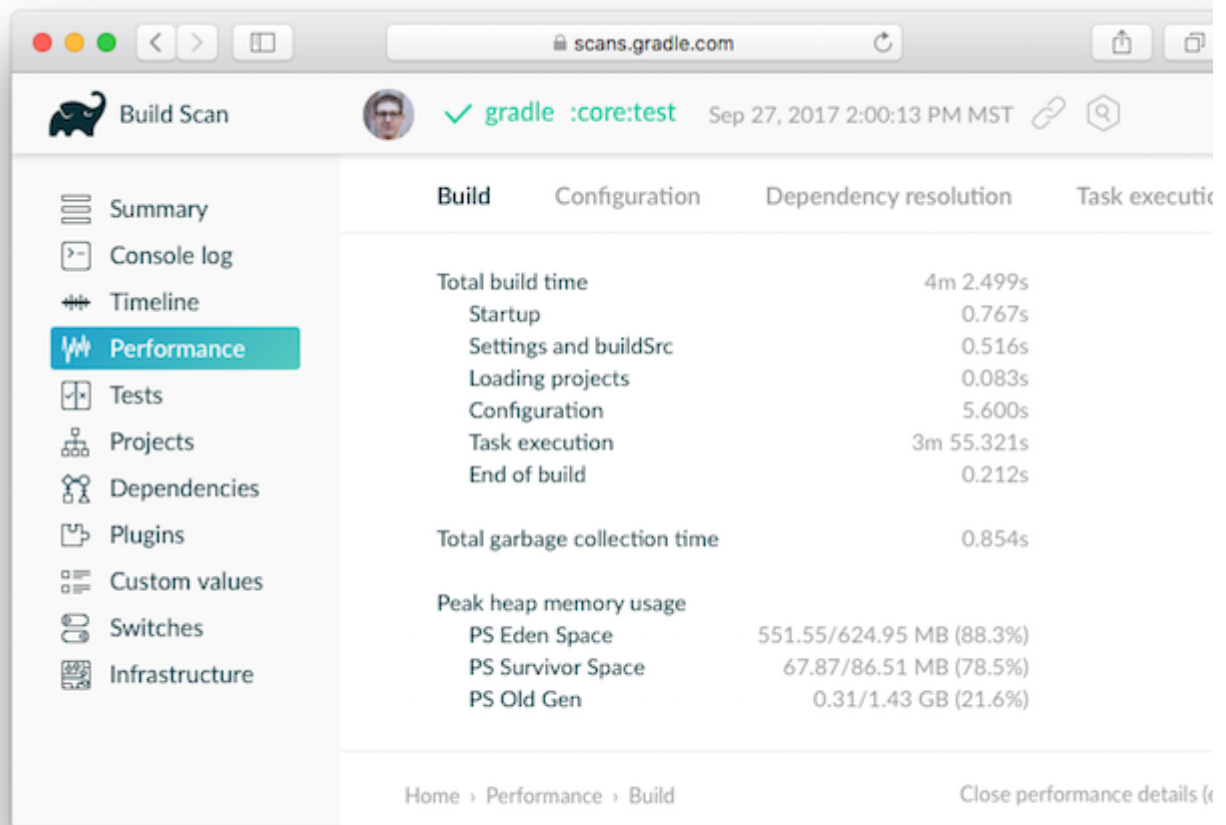 scans.gradle.com
Build Scan
gradle :core:test Sep 27, 2017 2:00:13 PM MST
Summary
Console log
Timeline
Performance
Tests
Projects
Dependencies
Plugins
Custom values
Switches
Infrastructure
Build Configuration Dependency resolution Task executio
Total build time 4m 2.499s
Startup 0.767s
Settings and buildSrc 0.516s
Loading projects 0.083s
Configuration 5.600s
Task execution 3m 55.321s
End of build 0.212s
Total garbage collection time 0.854s
Peak heap memory usage
PS Eden Space 551.55/624.95 MB (88.3%)
PS Survivor Space 67.87/86.51 MB (78.5%)
PS Old Gen 0.31/1.43 GB (21.6%)
Home › Performance › Build
Close performance details (e